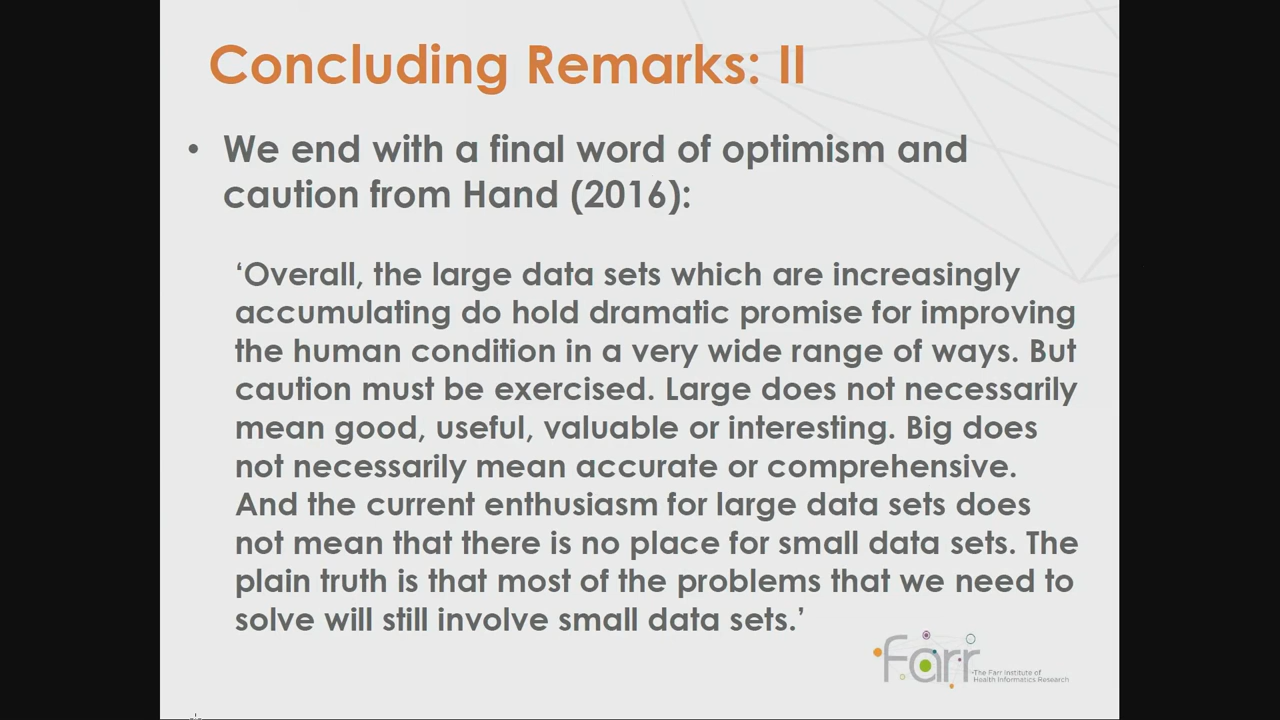 Concluding Remarks: II
• We end with a final word of optimism and
caution from Hand (2016):
‘Overall, the large data sets which are increasingly
accumulating do hold dramatic promise for improving
the human condition in a very wide range of ways. But
caution must be exercised. Large does not necessarily
mean good, useful, valuable or interesting. Big does
not necessarily mean accurate or comprehensive.
And the current enthusiasm for large data sets does
not mean that there is no place for small data sets. The
plain truth is that most of the problems that we need to
solve will still involve small data sets.’
farr
The Farr Institute of
Health Informatics Research